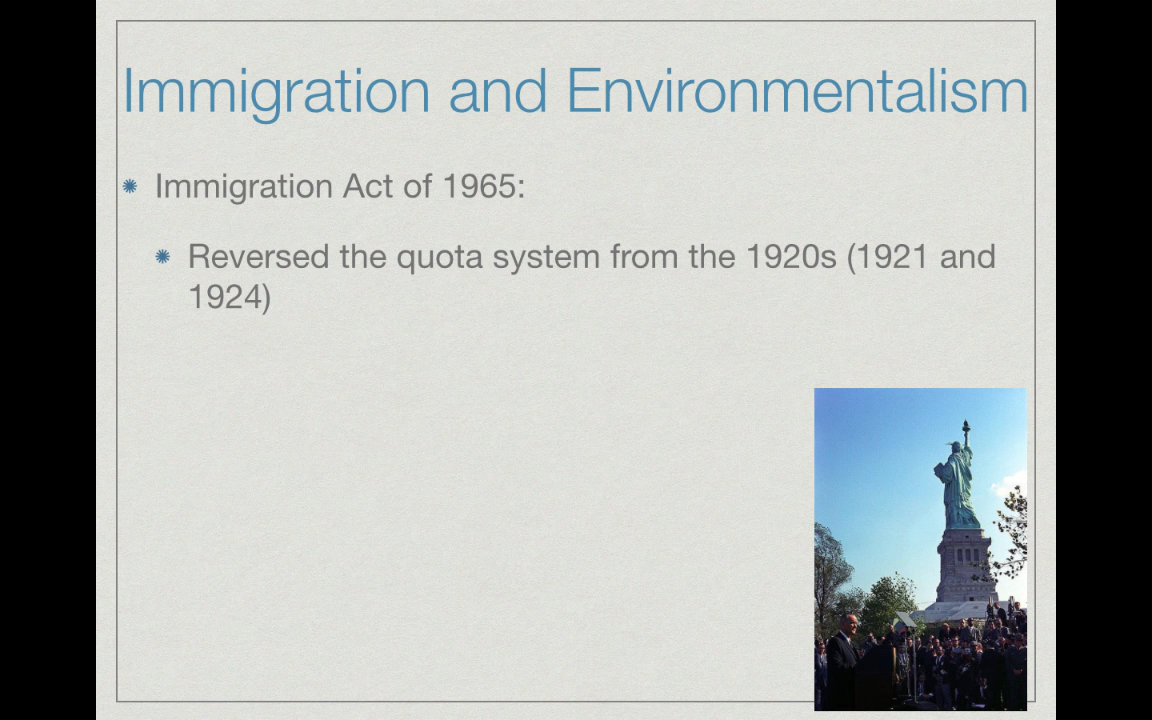 Immigration and Environmentalism
Immigration Act of 1965:
Reversed the quota system from the 1920s (1921 and
1924)